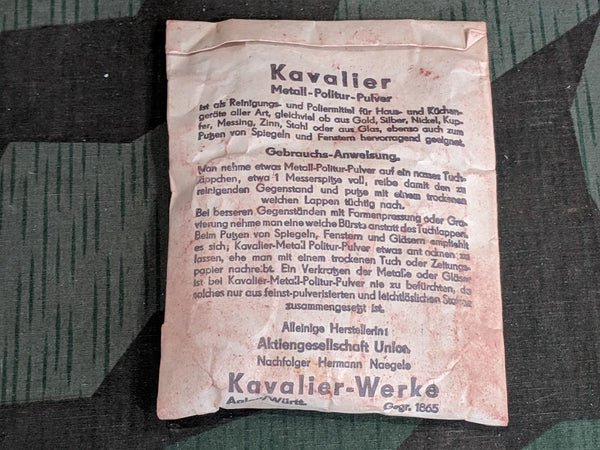 Kavalier
Metall-Politur-Pulver
ist als Reinigungs- und Poliermittel für Haus- und Küchen-
geräte aller Art, gleichviel ob aus Gold, Silber, Nickel, Kup-
fer, Messing, Zinn, Stahl oder aus Glas, ebenso auch zum
Putzen von Spiegeln und Fenstern hervorragend geeignet.
Gebrauchs-Anweisung.
Man nehme etwas Metall-Politur-Pulver auf ein nasses Tuch-
läppchen, etwa 1 Messerspitze voll, reibe damit den zu
reinigenden Gegenstand und putze mit einem trockenen
weichen Lappen tüchtig nach.
Bei besseren Gegenständen mit Formenpressung oder Gra-
vierung nehme man eine weiche Bürste anstatt des Tuchlappens.
Beim Putzen von Spiegeln, Fenstern und Gläsern empfiehlt
es sich, Kavalier-Metall Politur-Pulver etwas antrocknen zu
lassen, ehe man mit einem trockenen Tuch oder Zeitungs-
papier nachreibt. Ein Verkratzen der Metalle oder Gläser
ist bei Kavalier-Metall-Politur-Pulver nie zu befürchten, da
solches nur aus feinst-pulverisierten und leichtlöslichen
zusammengesetzt ist.
Alleinige Herstellerin:
Aktiengesellschaft Union
Nachfolger Hermann Naegele
Kavalier-Werke
/Württ. Gegr. 1865